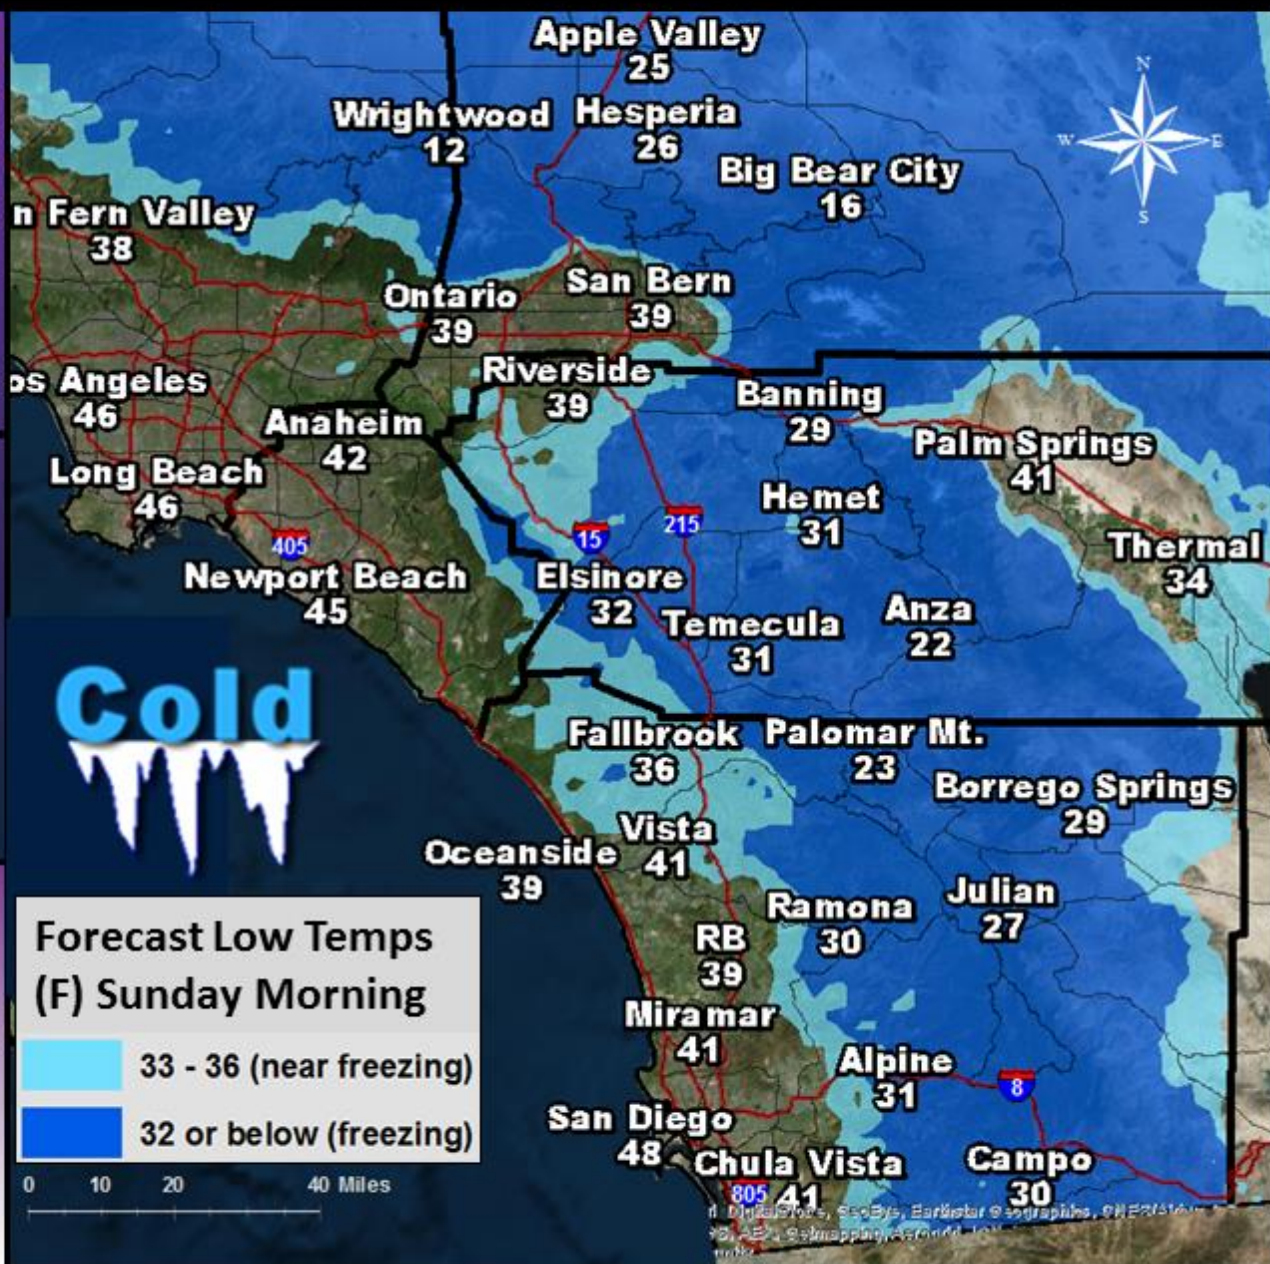 Apple Valley
25
Wrightwood
12
Hesperia
26
Big Bear City
16
N
W
E
S
n Fern Valley
38
Ontario
39
San Bern
39
Riverside
39
os Angeles
46
Anaheim
42
Banning
29
Palm Springs
41
Long Beach
46
Hemet
31
405
15
215
Thermal
34
Newport Beach
45
Elsinore
32
Temecula
31
Anza
22
Cold
Fallbrook
36
Palomar Mt.
23
Borrego Springs
29
Vista
41
Oceanside
39
Julian
27
Ramona
30
RB
39
Miramar
41
Alpine
31
8
San Diego
48
Chula Vista
41
805
Campo
30
Forecast Low Temps
(F) Sunday Morning
33 - 36 (near freezing)
32 or below (freezing)
0 10 20 40 Miles
DigitalGlobe, GeoEye, Earthstar Geographics,